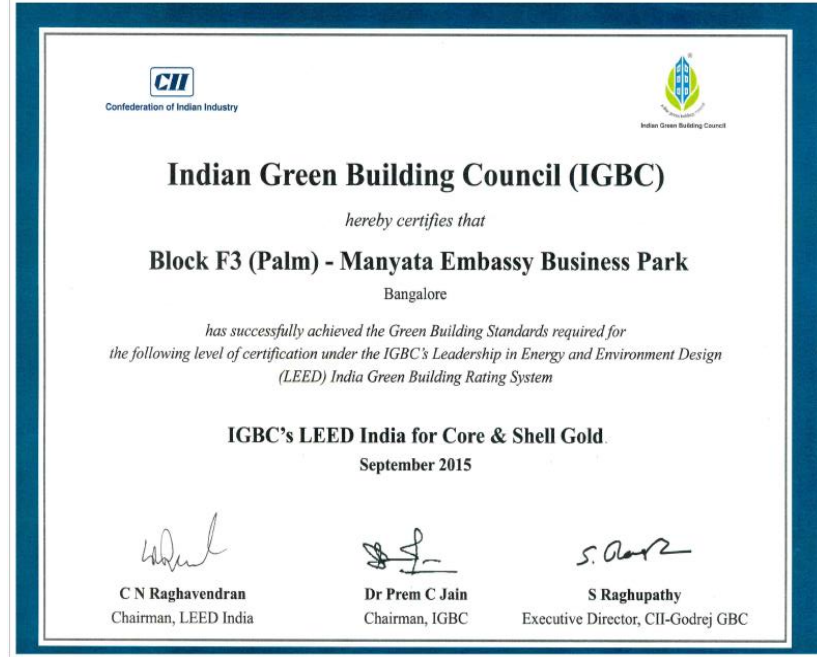 CII
Confederation of Indian Industry
Indian Green Building Council
Indian Green Building Council (IGBC)
hereby certifies that
Block F3 (Palm) - Manyata Embassy Business Park
Bangalore
has successfully achieved the Green Building Standards required for
the following level of certification under the IGBC's Leadership in Energy and Environment Design
(LEED) India Green Building Rating System
IGBC's LEED India for Core & Shell Gold
September 2015
C N Raghavendran
Chairman, LEED India
Dr Prem C Jain
Chairman, IGBC
S Raghupathy
Executive Director, CII-Godrej GBC